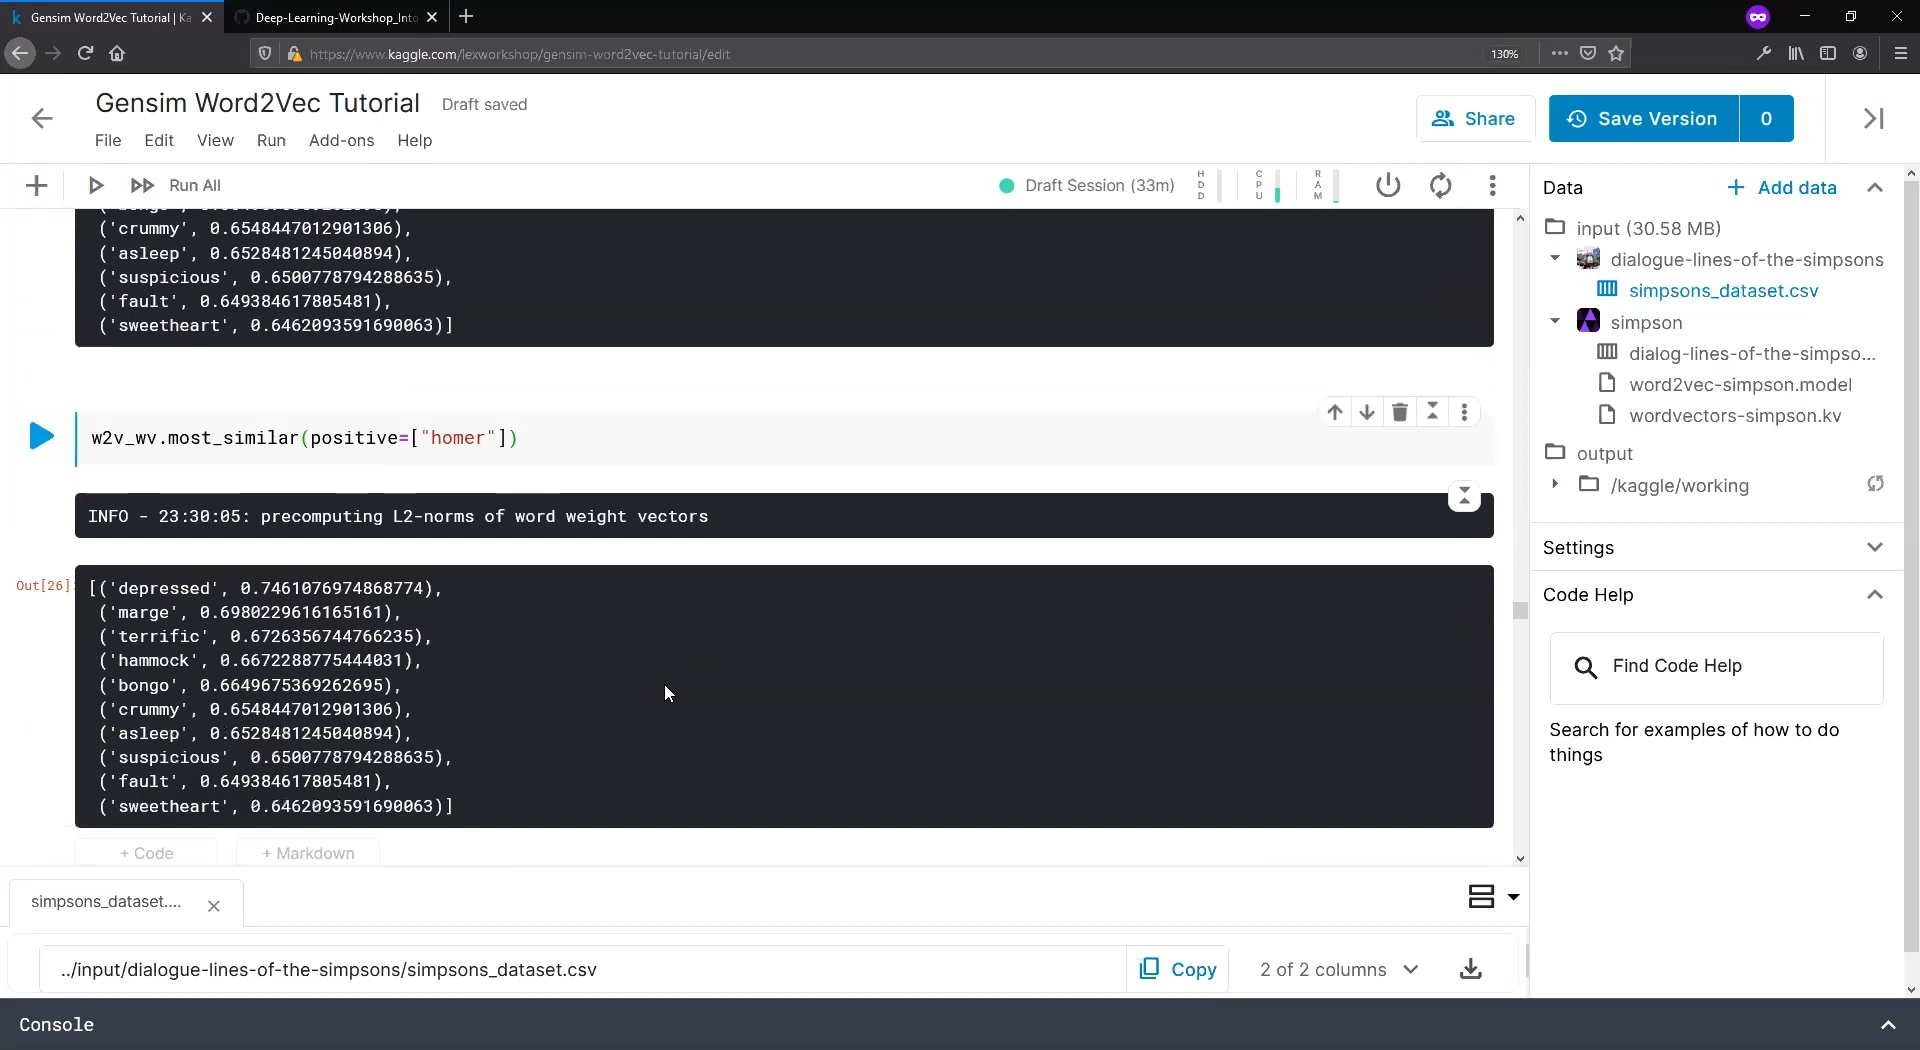 Gensim Word2Vec Tutorial | Ka
Deep-Learning-Workshop_Into
https://www.kaggle.com/lexworkshop/gensim-word2vec-tutorial/edit
130%
Gensim Word2Vec Tutorial
Draft saved
File Edit View Run Add-ons Help
Share
Save Version
0
Run All
Draft Session (33m)
HDD
CPU
RAM
('crummy', 0.6548447012901306),
('asleep', 0.6528481245040894),
('suspicious', 0.6500778794288635),
('fault', 0.649384617805481),
('sweetheart', 0.6462093591690063)]
w2v_wv.most_similar(positive=["homer"])
INFO - 23:30:05: precomputing L2-norms of word weight vectors
Out[26]
[('depressed', 0.7461076974868774),
('marge', 0.6980229616165161),
('terrific', 0.6726356744766235),
('hammock', 0.6672288775444031),
('bongo', 0.6649675369262695),
('crummy', 0.6548447012901306),
('asleep', 0.6528481245040894),
('suspicious', 0.6500778794288635),
('fault', 0.649384617805481),
('sweetheart', 0.6462093591690063)]
+ Code
+ Markdown
simpsons_dataset....
../input/dialogue-lines-of-the-simpsons/simpsons_dataset.csv
Copy
2 of 2 columns
Console
Data
+ Add data
input (30.58 MB)
dialogue-lines-of-the-simpsons
simpsons_dataset.csv
simpson
dialog-lines-of-the-simpso...
word2vec-simpson.model
wordvectors-simpson.kv
output
/kaggle/working
Settings
Code Help
Find Code Help
Search for examples of how to do
things